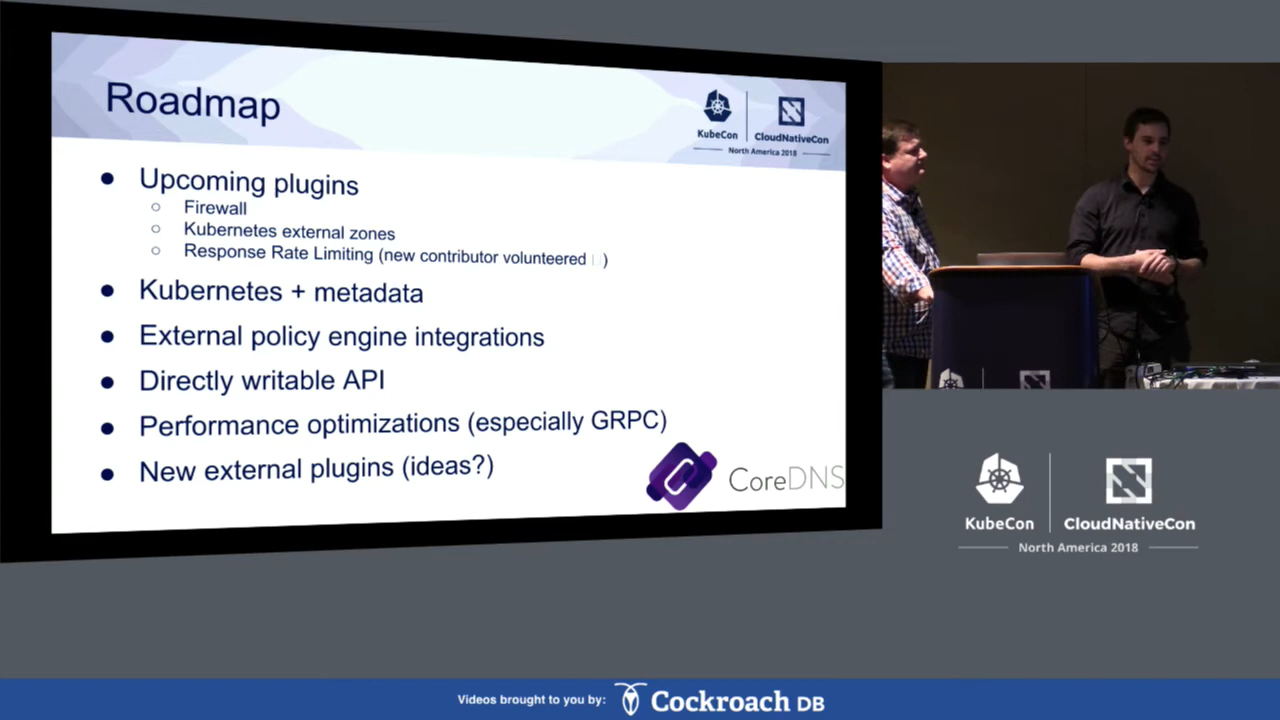 Roadmap
KubeCon
CloudNativeCon
North America 2018
Upcoming plugins
Firewall
Kubernetes external zones
Response Rate Limiting (new contributor volunteered )
Kubernetes + metadata
External policy engine integrations
Directly writable API
Performance optimizations (especially GRPC)
New external plugins (ideas?)
CoreDNS
KubeCon
CloudNativeCon
North America 2018
Videos brought to you by:
Cockroach DB